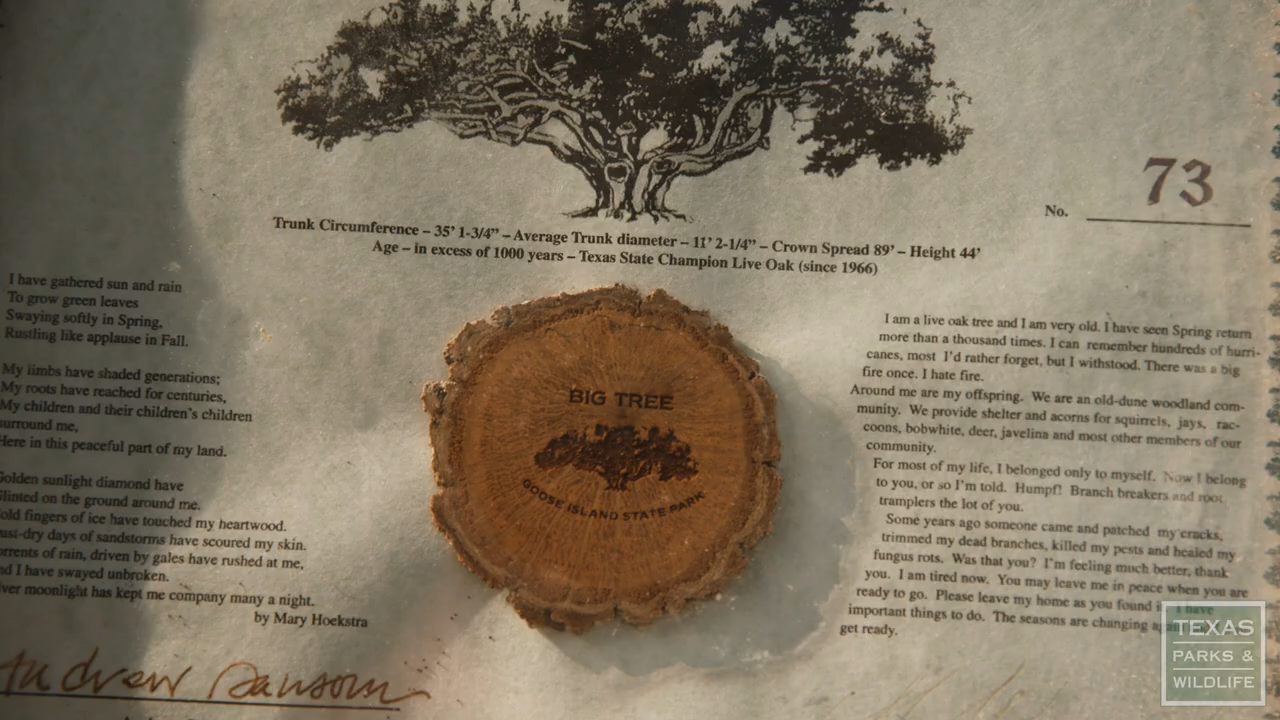 No. 73
Trunk Circumference – 35' 1-3/4" – Average Trunk diameter – 11' 2-1/4" – Crown Spread 89' – Height 44'
Age – in excess of 1000 years – Texas State Champion Live Oak (since 1966)
I have gathered sun and rain
To grow green leaves
Swaying softly in Spring,
Rustling like applause in Fall.
My limbs have shaded generations;
My roots have reached for centuries,
My children and their children's children
surround me,
Here in this peaceful part of my land.
Golden sunlight diamond have
Glinted on the ground around me.
old fingers of ice have touched my heartwood.
ust-dry days of sandstorms have scoured my skin.
orrents of rain, driven by gales have rushed at me,
nd I have swayed unbroken.
ver moonlight has kept me company many a night.
by Mary Hoekstra
Andrew Sansom
BIG TREE
GOOSE ISLAND STATE PARK
I am a live oak tree and I am very old. I have seen Spring return
more than a thousand times. I can remember hundreds of hurri-
canes, most I'd rather forget, but I withstood. There was a big
fire once. I hate fire.
Around me are my offspring. We are an old-dune woodland com-
munity. We provide shelter and acorns for squirrels, jays, rac-
coons, bobwhite, deer, javelina and most other members of our
community.
For most of my life, I belonged only to myself. Now I belong
to you, or so I'm told. Humpf! Branch breakers and root
tramplers the lot of you.
Some years ago someone came and patched my cracks,
trimmed my dead branches, killed my pests and healed my
fungus rots. Was that you? I'm feeling much better, thank
you. I am tired now. You may leave me in peace when you are
ready to go. Please leave my home as you found it. I have
important things to do. The seasons are changing
get ready.
TEXAS
PARKS &
WILDLIFE